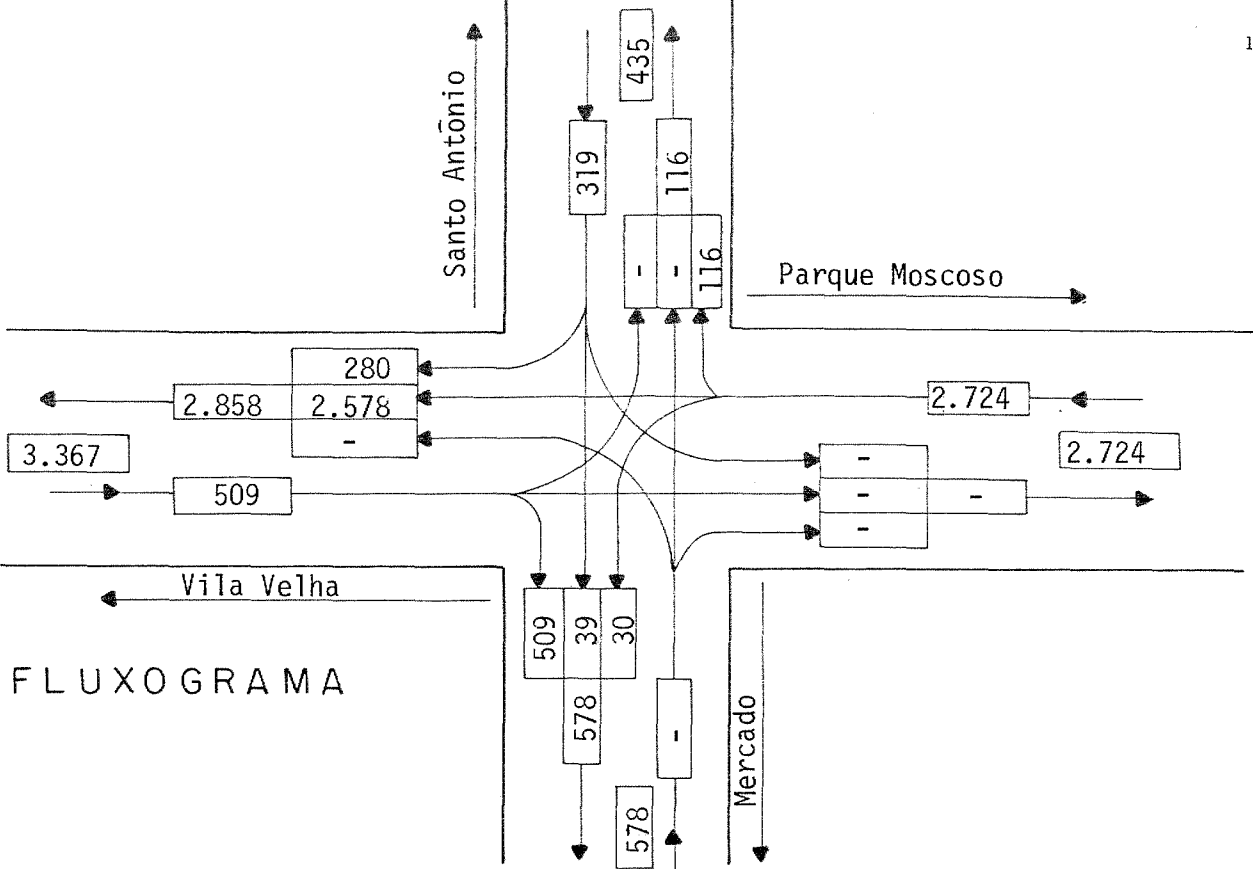 1
435
Santo Antônio
319
116
- - 116
Parque Moscoso
280
2.858 2.578
-
2.724
3.367
2.724
509
-
- -
-
Vila Velha
509 39 30
FLUXOGRAMA
578
-
Mercado
578